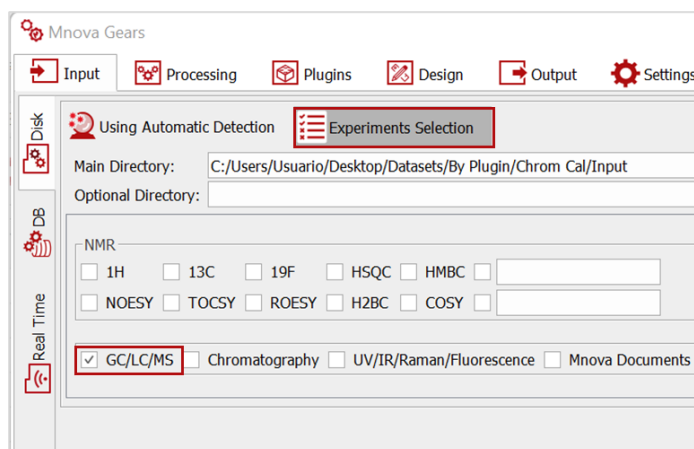 Mnova Gears
Input Processing Plugins Design Output Settings
Disk
DB
Real Time
Using Automatic Detection Experiments Selection
Main Directory: C:/Users/Usuario/Desktop/Datasets/By Plugin/Chrom Cal/Input
Optional Directory:
NMR
1H 13C 19F HSQC HMBC
NOESY TOCSY ROESY H2BC COSY
GC/LC/MS Chromatography UV/IR/Raman/Fluorescence Mnova Documents